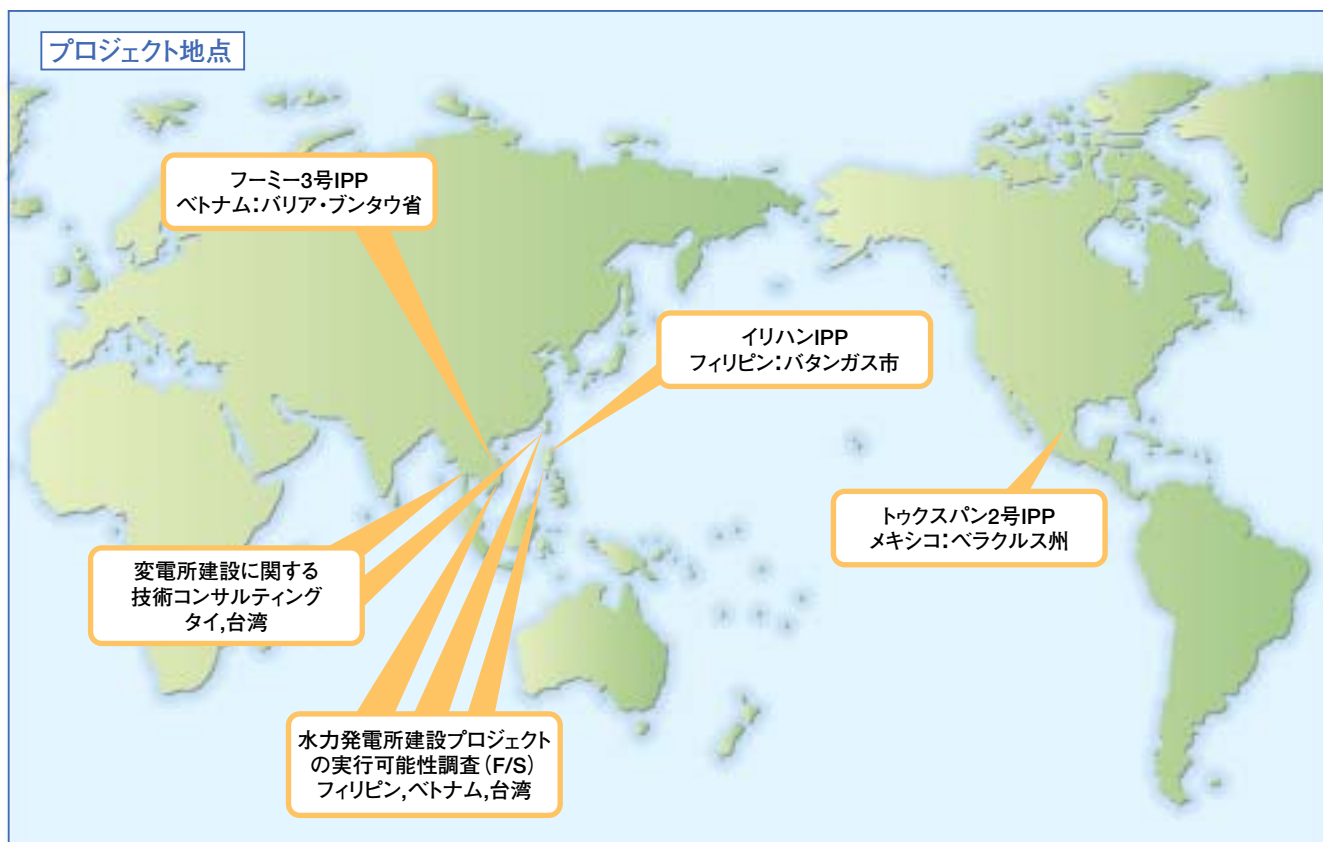 プロジェクト地点
フーミー3号IPP
ベトナム:バリア・ブンタウ省
イリハンIPP
フィリピン:バタンガス市
トゥクスパン2号IPP
メキシコ:ベラクルス州
変電所建設に関する
技術コンサルティング
タイ,台湾
水力発電所建設プロジェクト
の実行可能性調査(F/S)
フィリピン,ベトナム,台湾